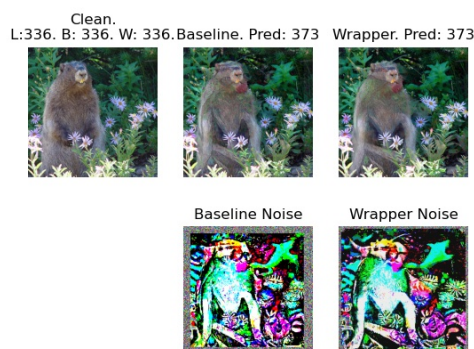 Clean.
L:336. B: 336. W: 336.
Baseline. Pred: 373
Wrapper. Pred: 373
Baseline Noise
Wrapper Noise